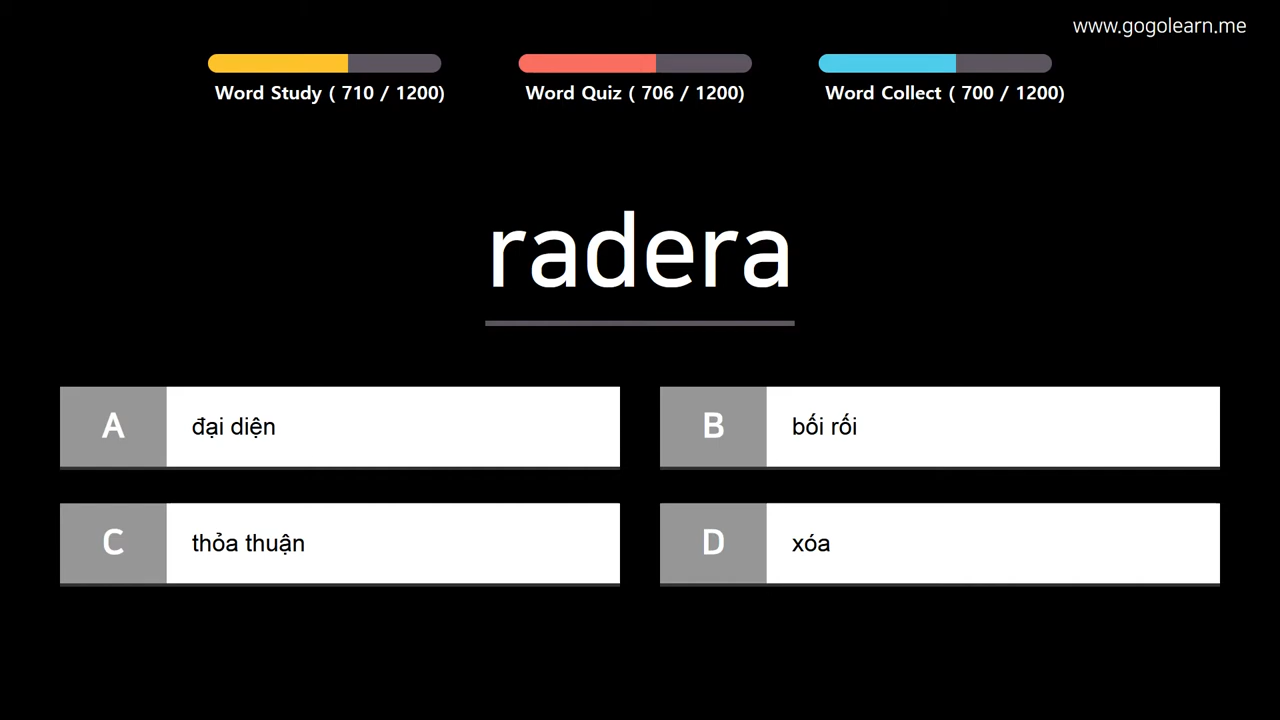 www.gogolearn.me
Word Study ( 710 / 1200)
Word Quiz ( 706 / 1200)
Word Collect ( 700 / 1200)
radera
A đại diện
B bối rối
C thỏa thuận
D xóa